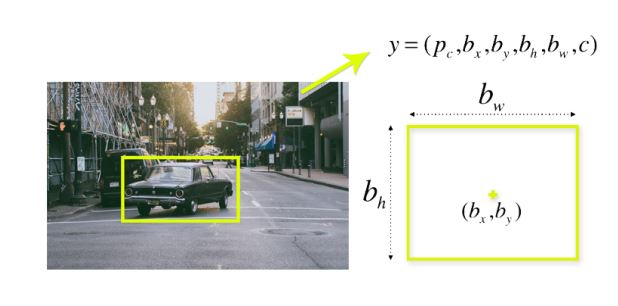 y = (p_c, b_x, b_y, b_h, b_w, c)
b_w
b_h
(b_x, b_y)